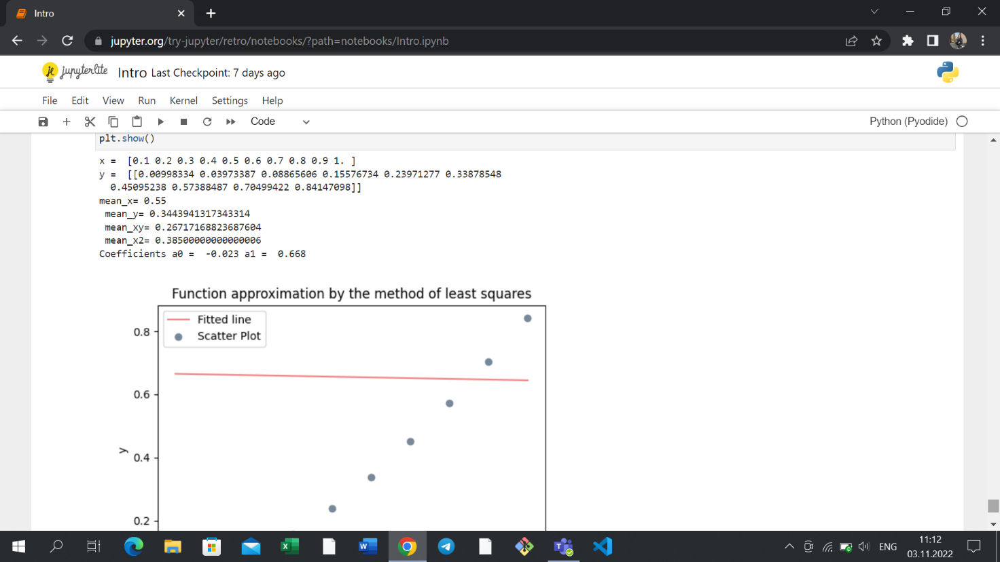 Intro
jupyter.org/try-jupyter/retro/notebooks/?path=notebooks/Intro.ipynb
jupyterlite Intro Last Checkpoint: 7 days ago
File Edit View Run Kernel Settings Help
Code Python (Pyodide)
plt.show()
x =  [0.1 0.2 0.3 0.4 0.5 0.6 0.7 0.8 0.9 1. ]
y =  [[0.00998334 0.03973387 0.08865606 0.15576734 0.23971277 0.33878548
0.45095238 0.57388487 0.70499422 0.84147098]]
mean_x= 0.55
mean_y= 0.3443941317343314
mean_xy= 0.26717168823687604
mean_x2= 0.38500000000000006
Coefficients a0 =  -0.023 a1 =  0.668
Function approximation by the method of least squares
Fitted line
Scatter Plot
0.8
0.6
y
0.4
0.2
ENG
11:12
03.11.2022